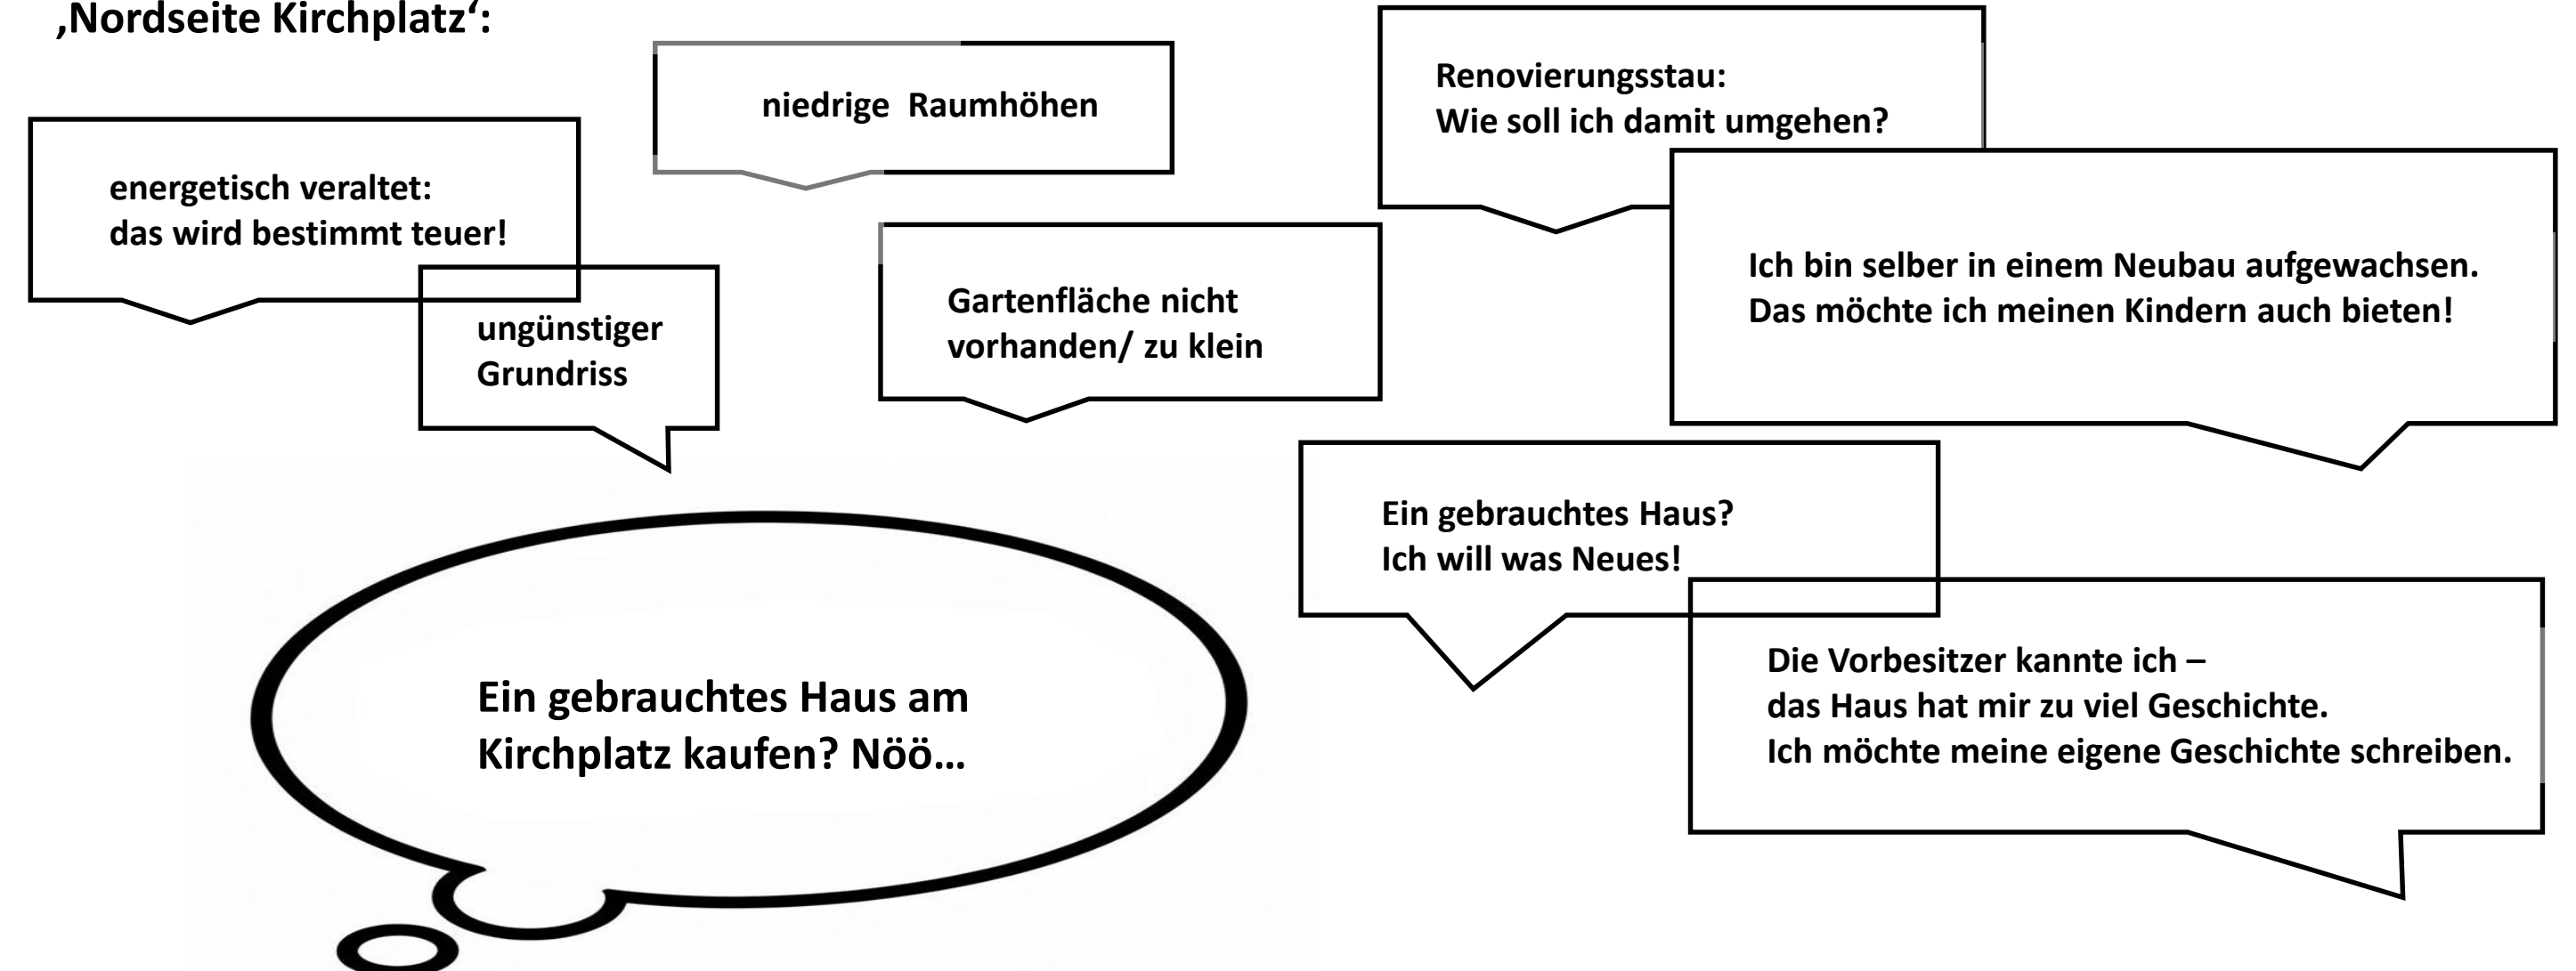 ‚Nordseite Kirchplatz‘:
niedrige Raumhöhen
Renovierungsstau:
Wie soll ich damit umgehen?
energetisch veraltet:
das wird bestimmt teuer!
ungünstiger
Grundriss
Gartenfläche nicht
vorhanden/ zu klein
Ich bin selber in einem Neubau aufgewachsen.
Das möchte ich meinen Kindern auch bieten!
Ein gebrauchtes Haus?
Ich will was Neues!
Die Vorbesitzer kannte ich –
das Haus hat mir zu viel Geschichte.
Ich möchte meine eigene Geschichte schreiben.
Ein gebrauchtes Haus am
Kirchplatz kaufen? Nöö…